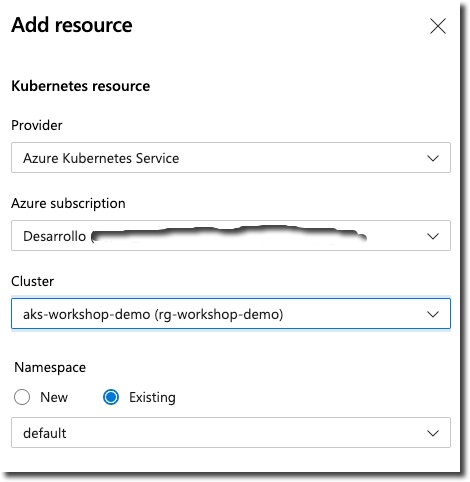 Add resource
Kubernetes resource
Provider
Azure Kubernetes Service
Azure subscription
Desarrollo (
Cluster
aks-workshop-demo (rg-workshop-demo)
Namespace
New Existing
default